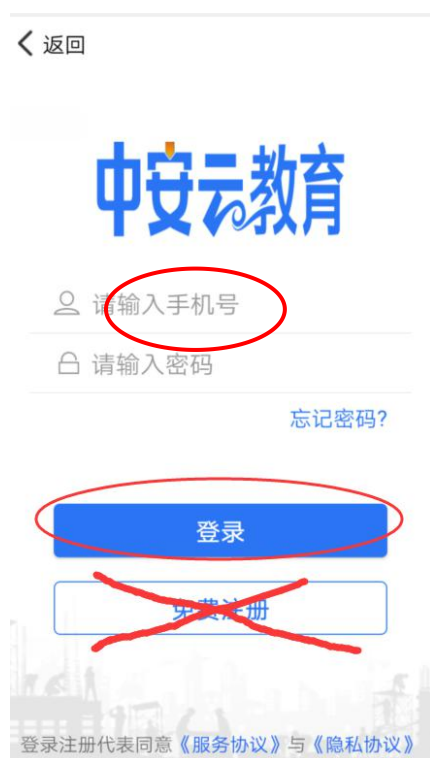 返回
中安云教育
请输入手机号
请输入密码
忘记密码?
登录
免费注册
登录注册代表同意《服务协议》与《隐私协议》